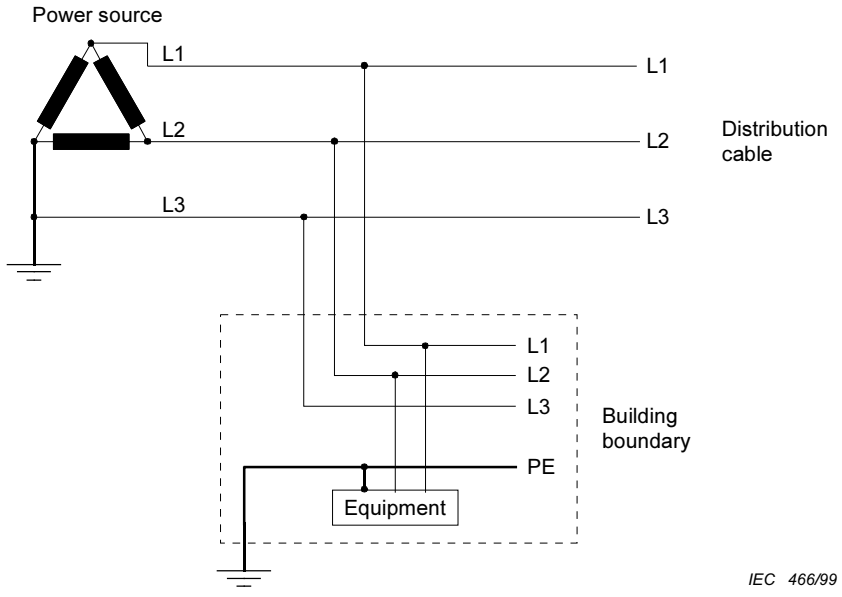 Power source
L1
L1
L2
L2
Distribution
cable
L3
L3
L1
L2
L3
Building
boundary
PE
Equipment
IEC 466/99